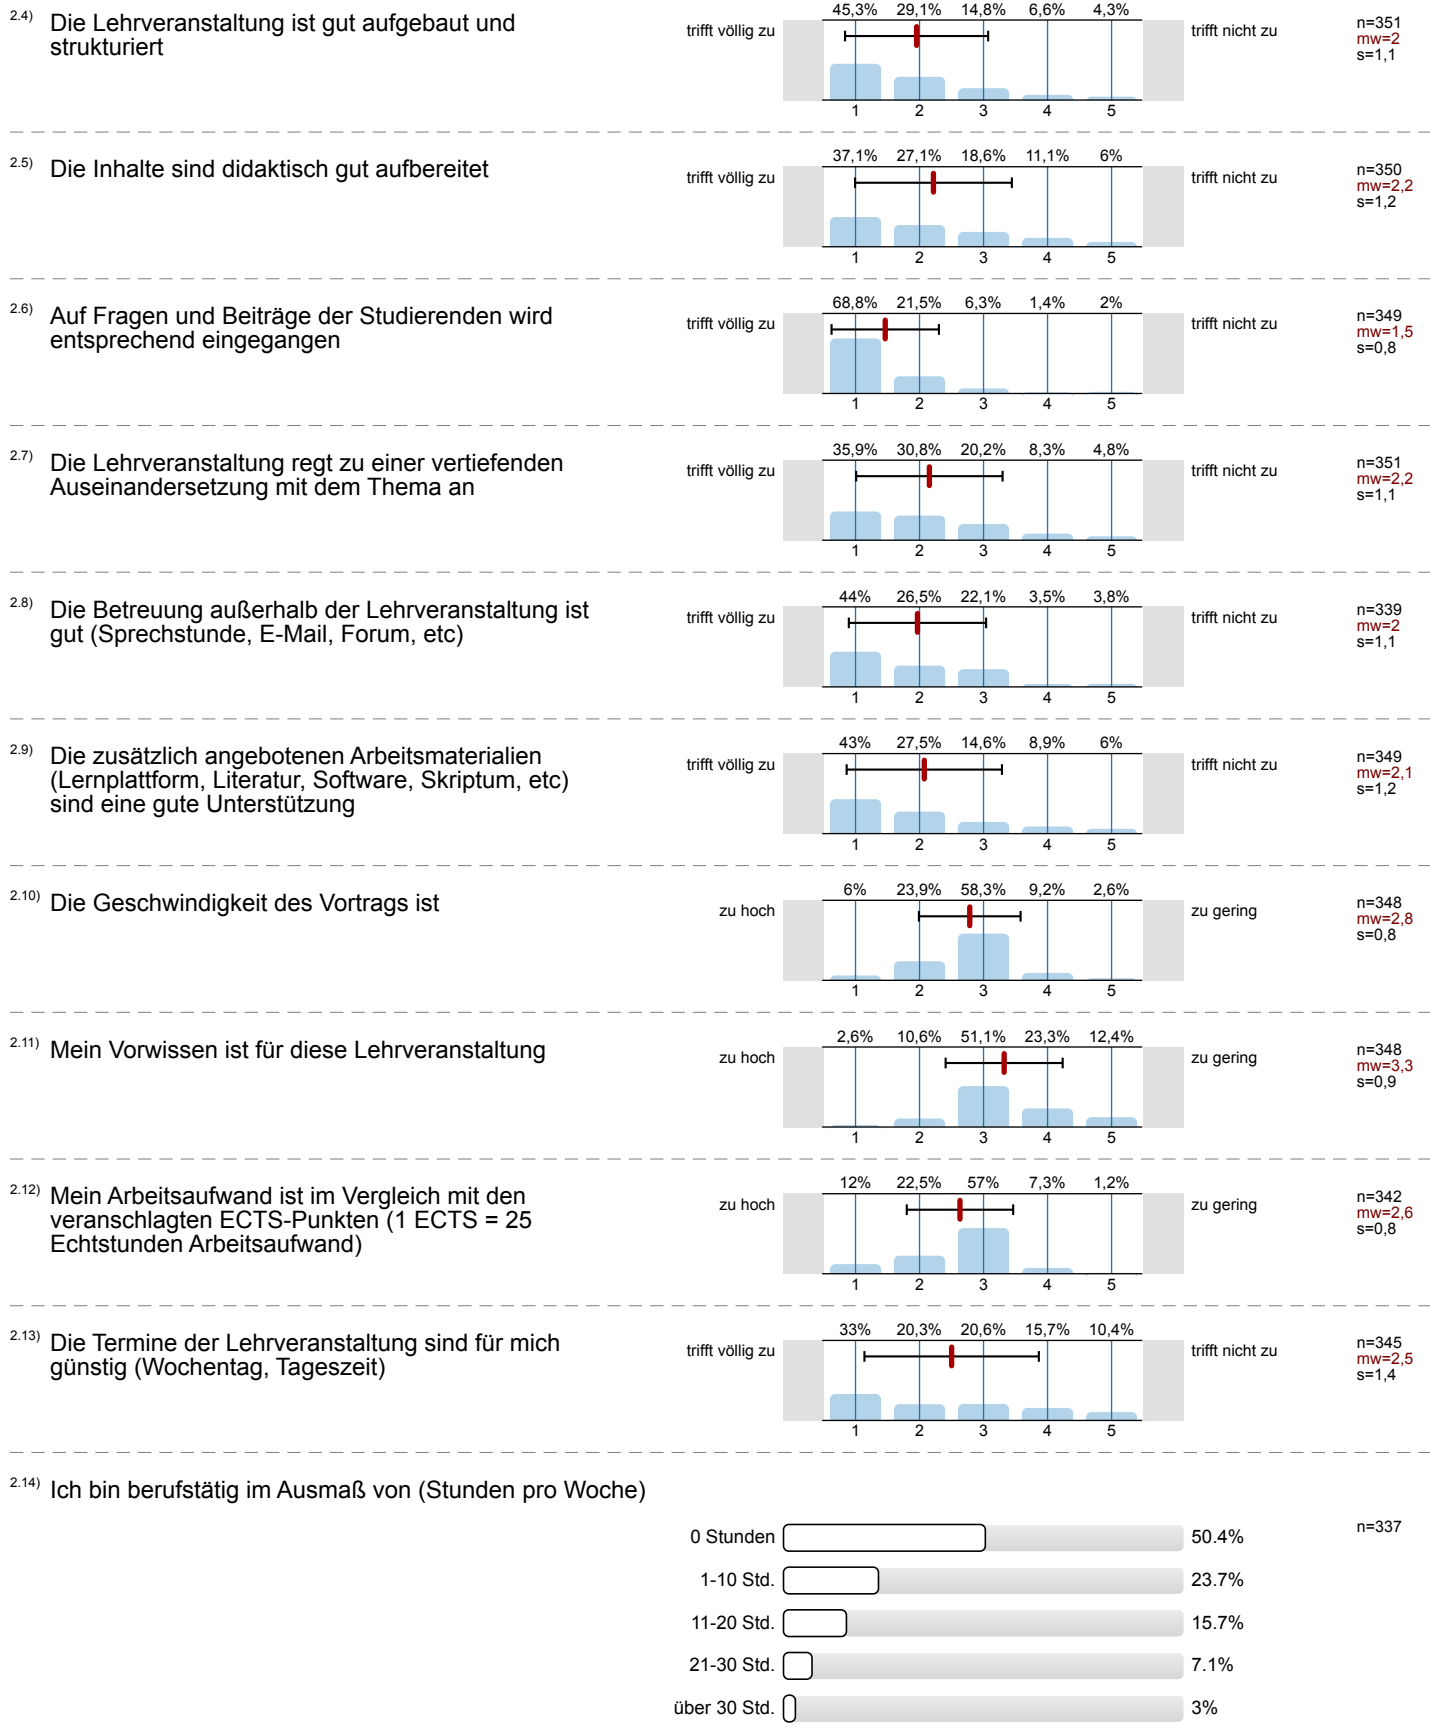 2.4) Die Lehrveranstaltung ist gut aufgebaut und
strukturiert
trifft völlig zu
45,3% 29,1% 14,8% 6,6% 4,3%
1 2 3 4 5
trifft nicht zu
n=351
mw=2
s=1,1
2.5) Die Inhalte sind didaktisch gut aufbereitet
trifft völlig zu
37,1% 27,1% 18,6% 11,1% 6%
1 2 3 4 5
trifft nicht zu
n=350
mw=2,2
s=1,2
2.6) Auf Fragen und Beiträge der Studierenden wird
entsprechend eingegangen
trifft völlig zu
68,8% 21,5% 6,3% 1,4% 2%
1 2 3 4 5
trifft nicht zu
n=349
mw=1,5
s=0,8
2.7) Die Lehrveranstaltung regt zu einer vertiefenden
Auseinandersetzung mit dem Thema an
trifft völlig zu
35,9% 30,8% 20,2% 8,3% 4,8%
1 2 3 4 5
trifft nicht zu
n=351
mw=2,2
s=1,1
2.8) Die Betreuung außerhalb der Lehrveranstaltung ist
gut (Sprechstunde, E-Mail, Forum, etc)
trifft völlig zu
44% 26,5% 22,1% 3,5% 3,8%
1 2 3 4 5
trifft nicht zu
n=339
mw=2
s=1,1
2.9) Die zusätzlich angebotenen Arbeitsmaterialien
(Lernplattform, Literatur, Software, Skriptum, etc)
sind eine gute Unterstützung
trifft völlig zu
43% 27,5% 14,6% 8,9% 6%
1 2 3 4 5
trifft nicht zu
n=349
mw=2,1
s=1,2
2.10) Die Geschwindigkeit des Vortrags ist
zu hoch
6% 23,9% 58,3% 9,2% 2,6%
1 2 3 4 5
zu gering
n=348
mw=2,8
s=0,8
2.11) Mein Vorwissen ist für diese Lehrveranstaltung
zu hoch
2,6% 10,6% 51,1% 23,3% 12,4%
1 2 3 4 5
zu gering
n=348
mw=3,3
s=0,9
2.12) Mein Arbeitsaufwand ist im Vergleich mit den
veranschlagten ECTS-Punkten (1 ECTS = 25
Echtstunden Arbeitsaufwand)
zu hoch
12% 22,5% 57% 7,3% 1,2%
1 2 3 4 5
zu gering
n=342
mw=2,6
s=0,8
2.13) Die Termine der Lehrveranstaltung sind für mich
günstig (Wochentag, Tageszeit)
trifft völlig zu
33% 20,3% 20,6% 15,7% 10,4%
1 2 3 4 5
trifft nicht zu
n=345
mw=2,5
s=1,4
2.14) Ich bin berufstätig im Ausmaß von (Stunden pro Woche)
n=337
0 Stunden 50.4%
1-10 Std. 23.7%
11-20 Std. 15.7%
21-30 Std. 7.1%
über 30 Std. 3%